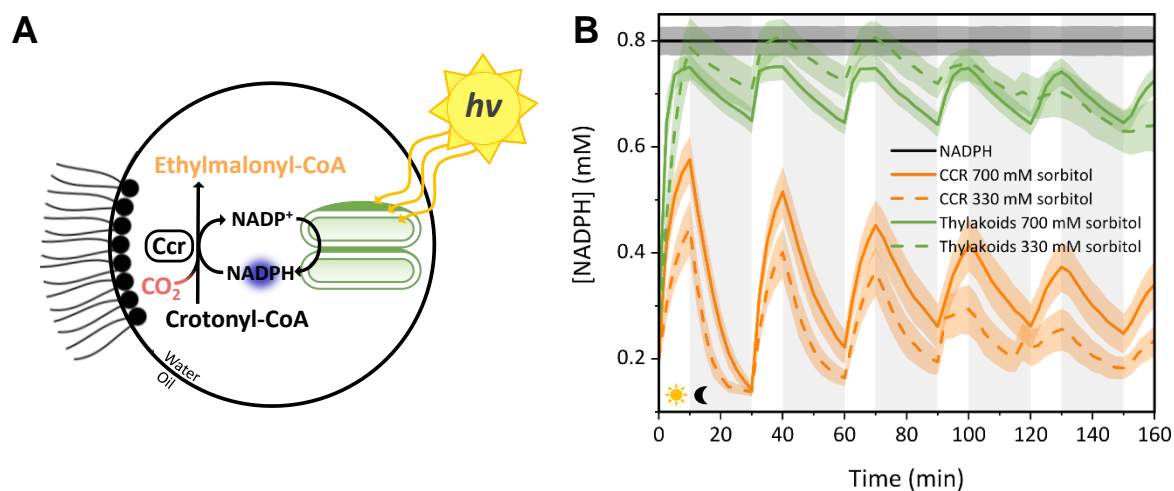 A
hν
Ethylmalonyl-CoA
NADP+
Ccr
NADPH
CO2
Crotonyl-CoA
Water
Oil
B
[NADPH] (mM)
0.8
0.6
0.4
0.2
NADPH
CCR 700 mM sorbitol
CCR 330 mM sorbitol
Thylakoids 700 mM sorbitol
Thylakoids 330 mM sorbitol
0 20 40 60 80 100 120 140 160
Time (min)